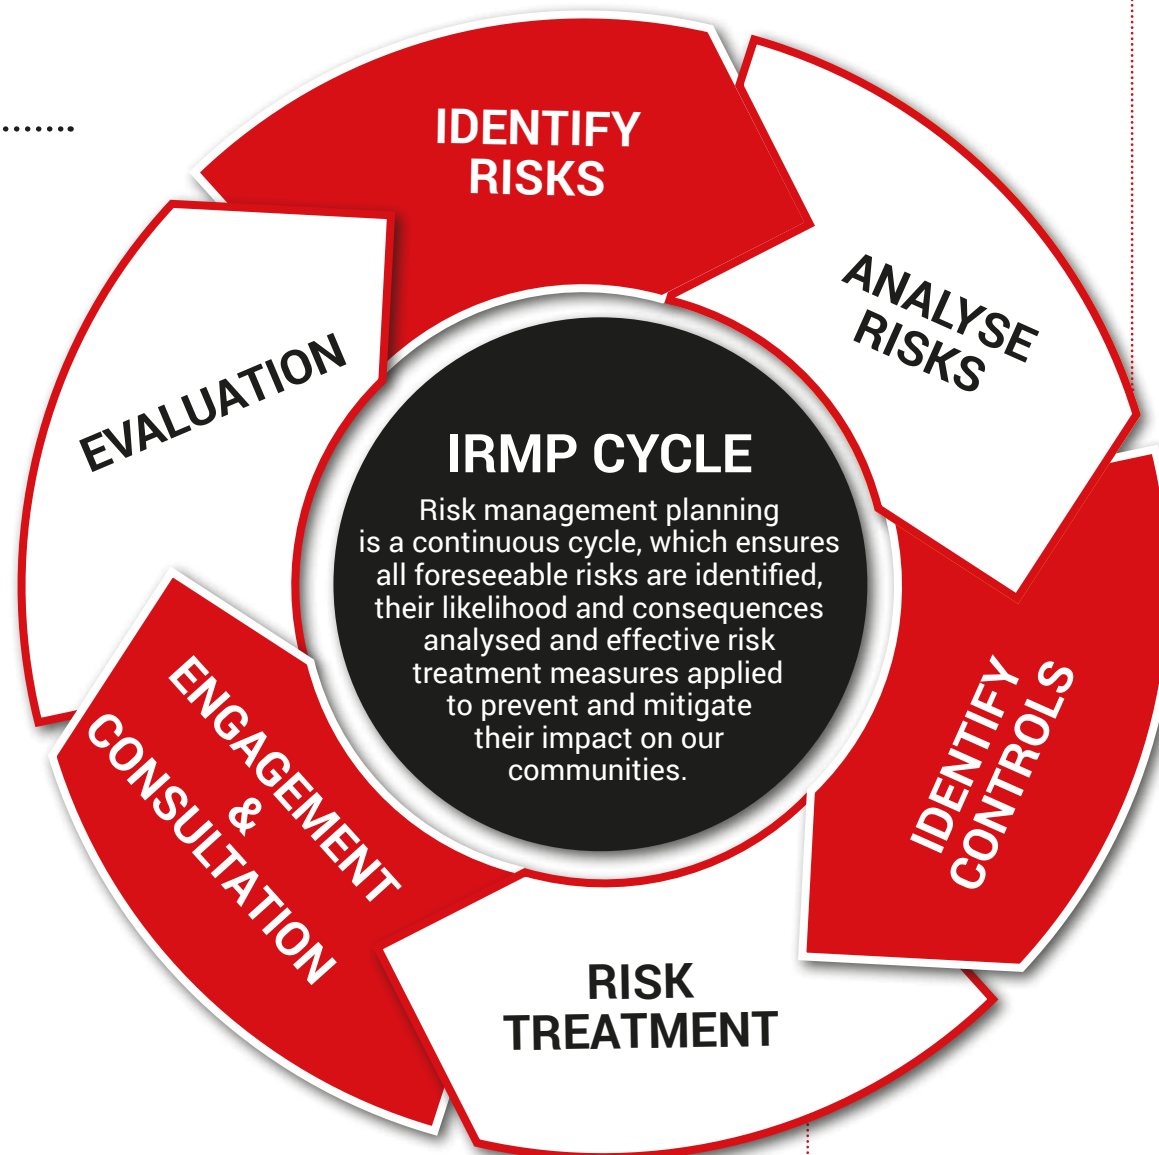 IDENTIFY
RISKS
ANALYSE
RISKS
IDENTIFY
CONTROLS
RISK
TREATMENT
ENGAGEMENT
&
CONSULTATION
EVALUATION
IRMP CYCLE
Risk management planning
is a continuous cycle, which ensures
all foreseeable risks are identified,
their likelihood and consequences
analysed and effective risk
treatment measures applied
to prevent and mitigate
their impact on our
communities.